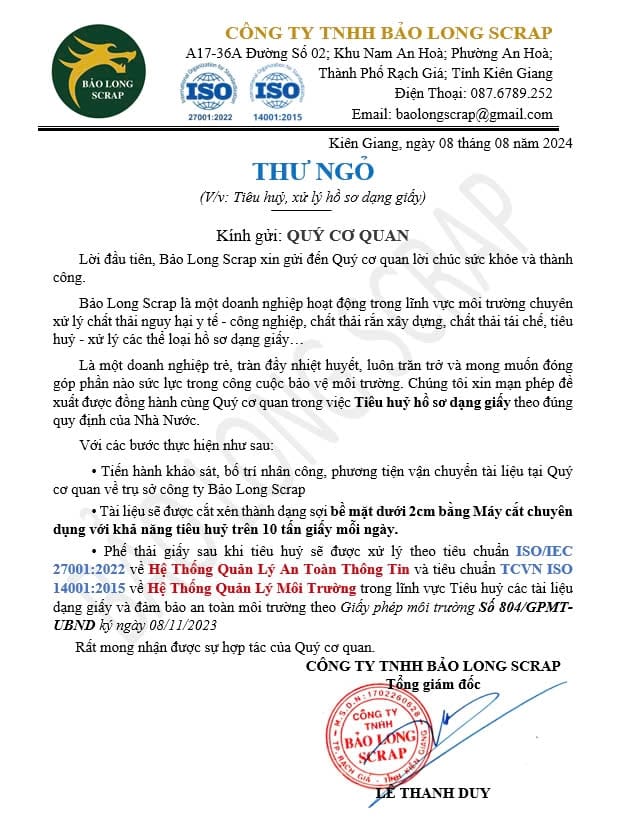 CÔNG TY TNHH BẢO LONG SCRAP
A17-36A Đường Số 02; Khu Nam An Hoà; Phường An Hoà;
Thành Phố Rạch Giá; Tỉnh Kiên Giang
Điện Thoại: 087.6789.252
Email: baolongscrap@gmail.com
BẢO LONG
SCRAP
International Organization for Standardization
ISO
27001:2022
International Organization for Standardization
ISO
14001:2015
Kiên Giang, ngày 08 tháng 08 năm 2024
THƯ NGỎ
(V/v: Tiêu huỷ, xử lý hồ sơ dạng giấy)
Kính gửi: QUÝ CƠ QUAN
Lời đầu tiên, Bảo Long Scrap xin gửi đến Quý cơ quan lời chúc sức khỏe và thành
công.
Bảo Long Scrap là một doanh nghiệp hoạt động trong lĩnh vực môi trường chuyên
xử lý chất thải nguy hại y tế - công nghiệp, chất thải rắn xây dựng, chất thải tái chế, tiêu
huỷ - xử lý các thể loại hồ sơ dạng giấy…
Là một doanh nghiệp trẻ, tràn đầy nhiệt huyết, luôn trăn trở và mong muốn đóng
góp phần nào sức lực trong công cuộc bảo vệ môi trường. Chúng tôi xin mạn phép đề
xuất được đồng hành cùng Quý cơ quan trong việc Tiêu huỷ hồ sơ dạng giấy theo đúng
quy định của Nhà Nước.
Với các bước thực hiện như sau:
• Tiến hành khảo sát, bố trí nhân công, phương tiện vận chuyển tài liệu tại Quý
cơ quan về trụ sở công ty Bảo Long Scrap
• Tài liệu sẽ được cắt xén thành dạng sợi bề mặt dưới 2cm bằng Máy cắt chuyên
dụng với khả năng tiêu huỷ trên 10 tấn giấy mỗi ngày.
• Phế thải giấy sau khi tiêu huỷ sẽ được xử lý theo tiêu chuẩn ISO/IEC
27001:2022 về Hệ Thống Quản Lý An Toàn Thông Tin và tiêu chuẩn TCVN ISO
14001:2015 về Hệ Thống Quản Lý Môi Trường trong lĩnh vực Tiêu huỷ các tài liệu
dạng giấy và đảm bảo an toàn môi trường theo Giấy phép môi trường Số 804/GPMT-
UBND ký ngày 08/11/2023
Rất mong nhận được sự hợp tác của Quý cơ quan.
CÔNG TY TNHH BẢO LONG SCRAP
Tổng giám đốc
M.S.D.N:1702260628
CÔNG TY
TNHH
BẢO LONG
SCRAP
TP. RẠCH GIÁ - TỈNH KIÊN GIANG
LÊ THANH DUY
BẢO LONG SCRAP